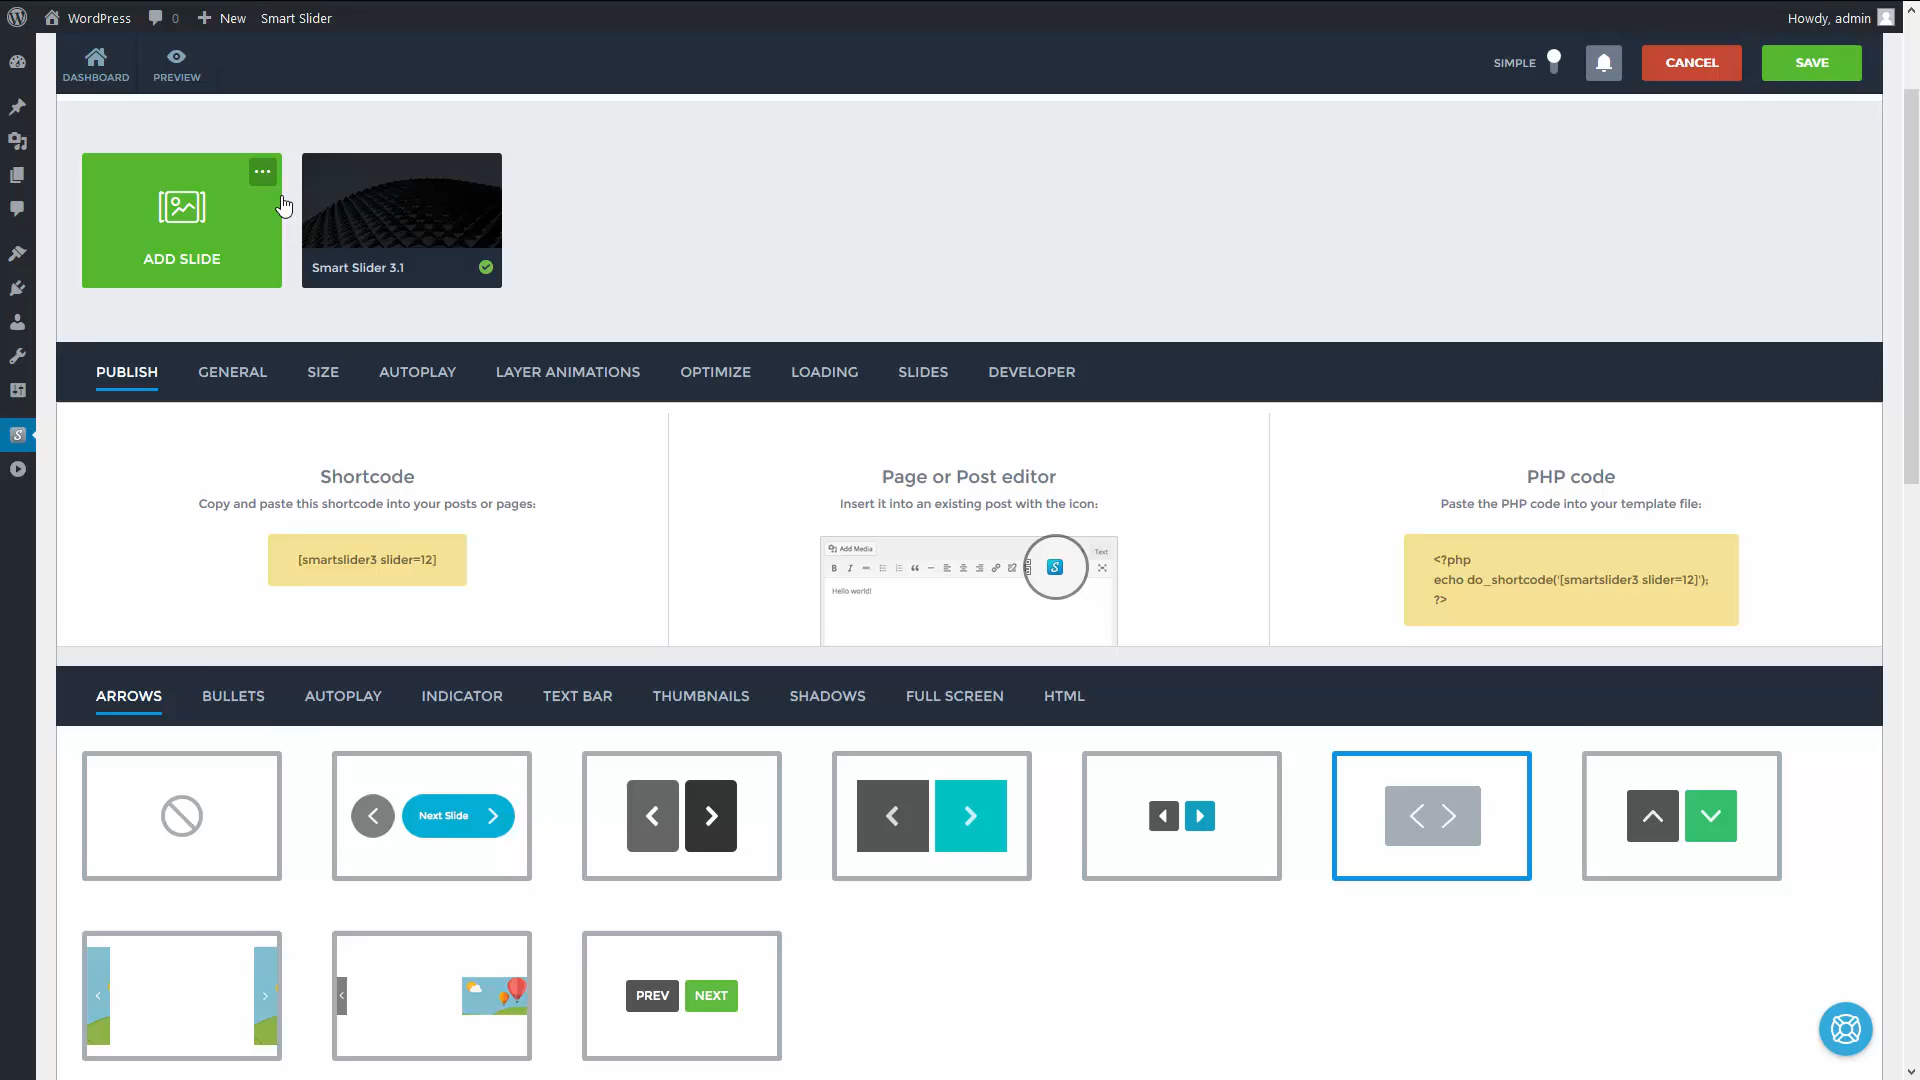 WordPress
0
New
Smart Slider
Howdy, admin
DASHBOARD
PREVIEW
SIMPLE
CANCEL
SAVE
ADD SLIDE
Smart Slider 3.1
PUBLISH
GENERAL
SIZE
AUTOPLAY
LAYER ANIMATIONS
OPTIMIZE
LOADING
SLIDES
DEVELOPER
Shortcode
Copy and paste this shortcode into your posts or pages:
[smartslider3 slider=12]
Page or Post editor
Insert it into an existing post with the icon:
Add Media
Text
B I ABC
S
Hello world!
PHP code
Paste the PHP code into your template file:
<?php
echo do_shortcode('[smartslider3 slider=12]');
?>
ARROWS
BULLETS
AUTOPLAY
INDICATOR
TEXT BAR
THUMBNAILS
SHADOWS
FULL SCREEN
HTML
Next Slide
PREV
NEXT